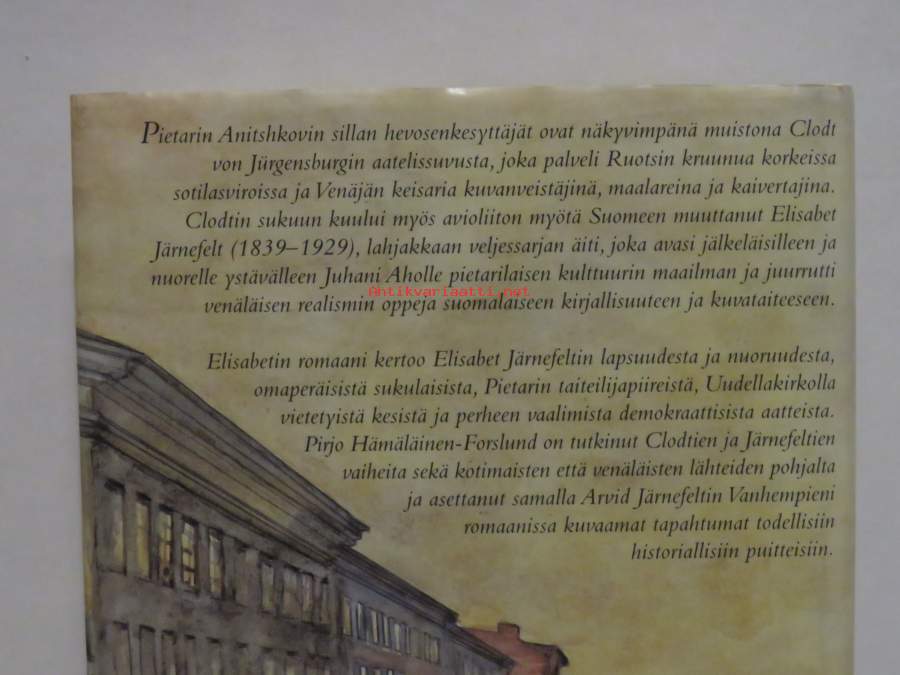 Pietarin Anitshkovin sillan hevosenkesyttäjät ovat näkyvimpänä muistona Clodt
von Jürgensburgin aatelissuvusta, joka palveli Ruotsin kruunua korkeissa
sotilasviroissa ja Venäjän keisaria kuvanveistäjinä, maalareina ja kaivertajina.
Clodtin sukuun kuului myös avioliiton myötä Suomeen muuttanut Elisabet
Järnefelt (1839–1929), lahjakkaan veljessarjan äiti, joka avasi jälkeläisilleen ja
nuorelle ystävälleen Juhani Aholle pietarilaisen kulttuurin maailman ja juurrutti
Antikvariaatti.net
venäläisen realismin oppeja suomalaiseen kirjallisuuteen ja kuvataiteeseen.
Elisabetin romaani kertoo Elisabet Järnefeltin lapsuudesta ja nuoruudesta,
omaperäisistä sukulaisista, Pietarin taiteilijapiireistä, Uudellakirkolla
vietetyistä kesistä ja perheen vaalimista demokraattisista aatteista.
Pirjo Hämäläinen-Forslund on tutkinut Clodtien ja Järnefeltien
vaiheita sekä kotimaisten että venäläisten lähteiden pohjalta
ja asettanut samalla Arvid Järnefeltin Vanhempieni
romaanissa kuvaamat tapahtumat todellisiin
historiallisiin puitteisiin.